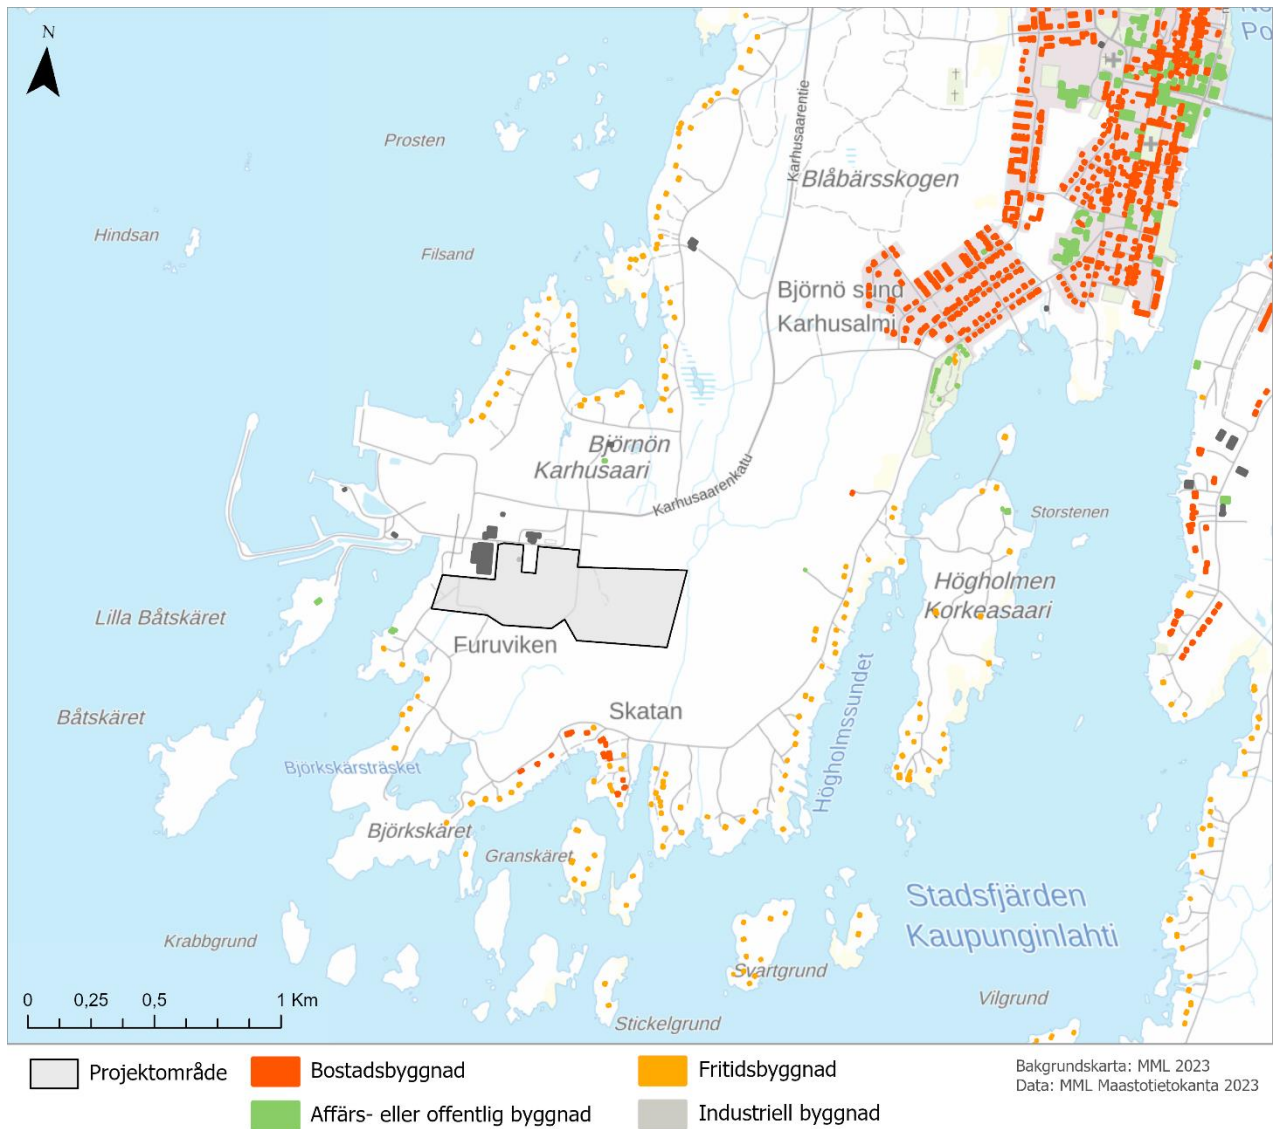 N
Prosten
Hindsan
Filsand
Karhusaarentie
Blåbärsskogen
Björnö sund
Karhusalmi
Björnön
Karhusaari
Karhusaarenkatu
Storstenen
Högholmen
Korkeasaari
Lilla Båtskäret
Furuviken
Båtskäret
Skatan
Högholmssundet
Björkskärsträsket
Björkskäret
Granskäret
Stadsfjärden
Kaupunginlahti
Krabbgrund
Svartgrund
Vilgrund
Stickelgrund
0 0,25 0,5 1 Km
Projektområde
Bostadsbyggnad
Fritidsbyggnad
Affärs- eller offentlig byggnad
Industriell byggnad
Bakgrundskarta: MML 2023
Data: MML Maastotietokanta 2023